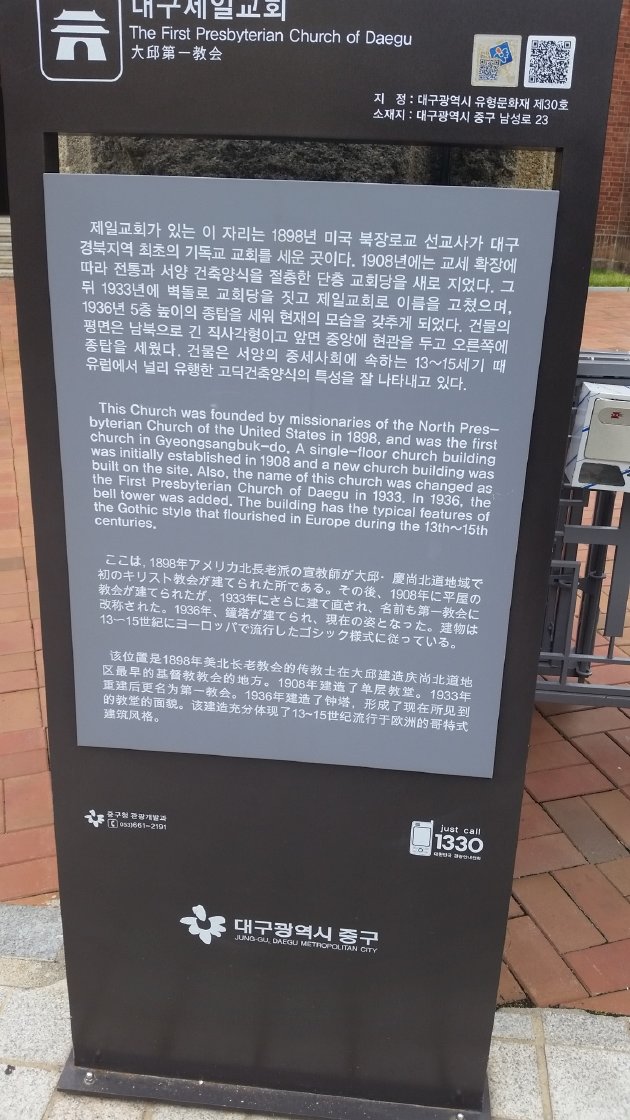 대구제일교회
The First Presbyterian Church of Daegu
大邱第一教会
지 정 : 대구광역시 유형문화재 제30호
소재지 : 대구광역시 중구 남성로 23
제일교회가 있는 이 자리는 1898년 미국 북장로교 선교사가 대구
경북지역 최초의 기독교 교회를 세운 곳이다. 1908년에는 교세 확장에
따라 전통과 서양 건축양식을 절충한 단층 교회당을 새로 지었다. 그
뒤 1933년에 벽돌로 교회당을 짓고 제일교회로 이름을 고쳤으며,
1936년 5층 높이의 종탑을 세워 현재의 모습을 갖추게 되었다. 건물의
평면은 남북으로 긴 직사각형이고 앞면 중앙에 현관을 두고 오른쪽에
종탑을 세웠다. 건물은 서양의 중세사회에 속하는 13~15세기 때
유럽에서 널리 유행한 고딕건축양식의 특성을 잘 나타내고 있다.
This Church was founded by missionaries of the North Pres-
byterian Church of the United States in 1898, and was the first
church in Gyeongsangbuk-do. A single-floor church building
was initially established in 1908 and a new church building was
built on the site. Also, the name of this church was changed as
the First Presbyterian Church of Daegu in 1933. In 1936, the
bell tower was added. The building has the typical features of
the Gothic style that flourished in Europe during the 13th~15th
centuries.
ここは, 1898年アメリカ北長老派の宣教師が大邱・慶尚北道地域で
初のキリスト教会が建てられた所である。その後、1908年に平屋の
教会が建てられたが、1933年にさらに建て直され、名前も第一教会に
改称された。1936年、鐘塔が建てられ、現在の姿となった。建物は
13~15世紀にヨーロッパで流行したゴシック様式に従っている。
该位置是1898年美北长老教会的传教士在大邱建造庆尚北道地
区最早的基督教教会的地方。1908年建造了单层教堂。1933年
重建后更名为第一教会。1936年建造了钟塔，形成了现在所见到
的教堂的面貌。该建造充分体现了13~15世纪流行于欧洲的哥特式
建筑风格。
중구청 관광개발과
053)661-2191
just call
1330
대한민국 관광안내전화
대구광역시 중구
JUNG-GU, DAEGU METROPOLITAN CITY